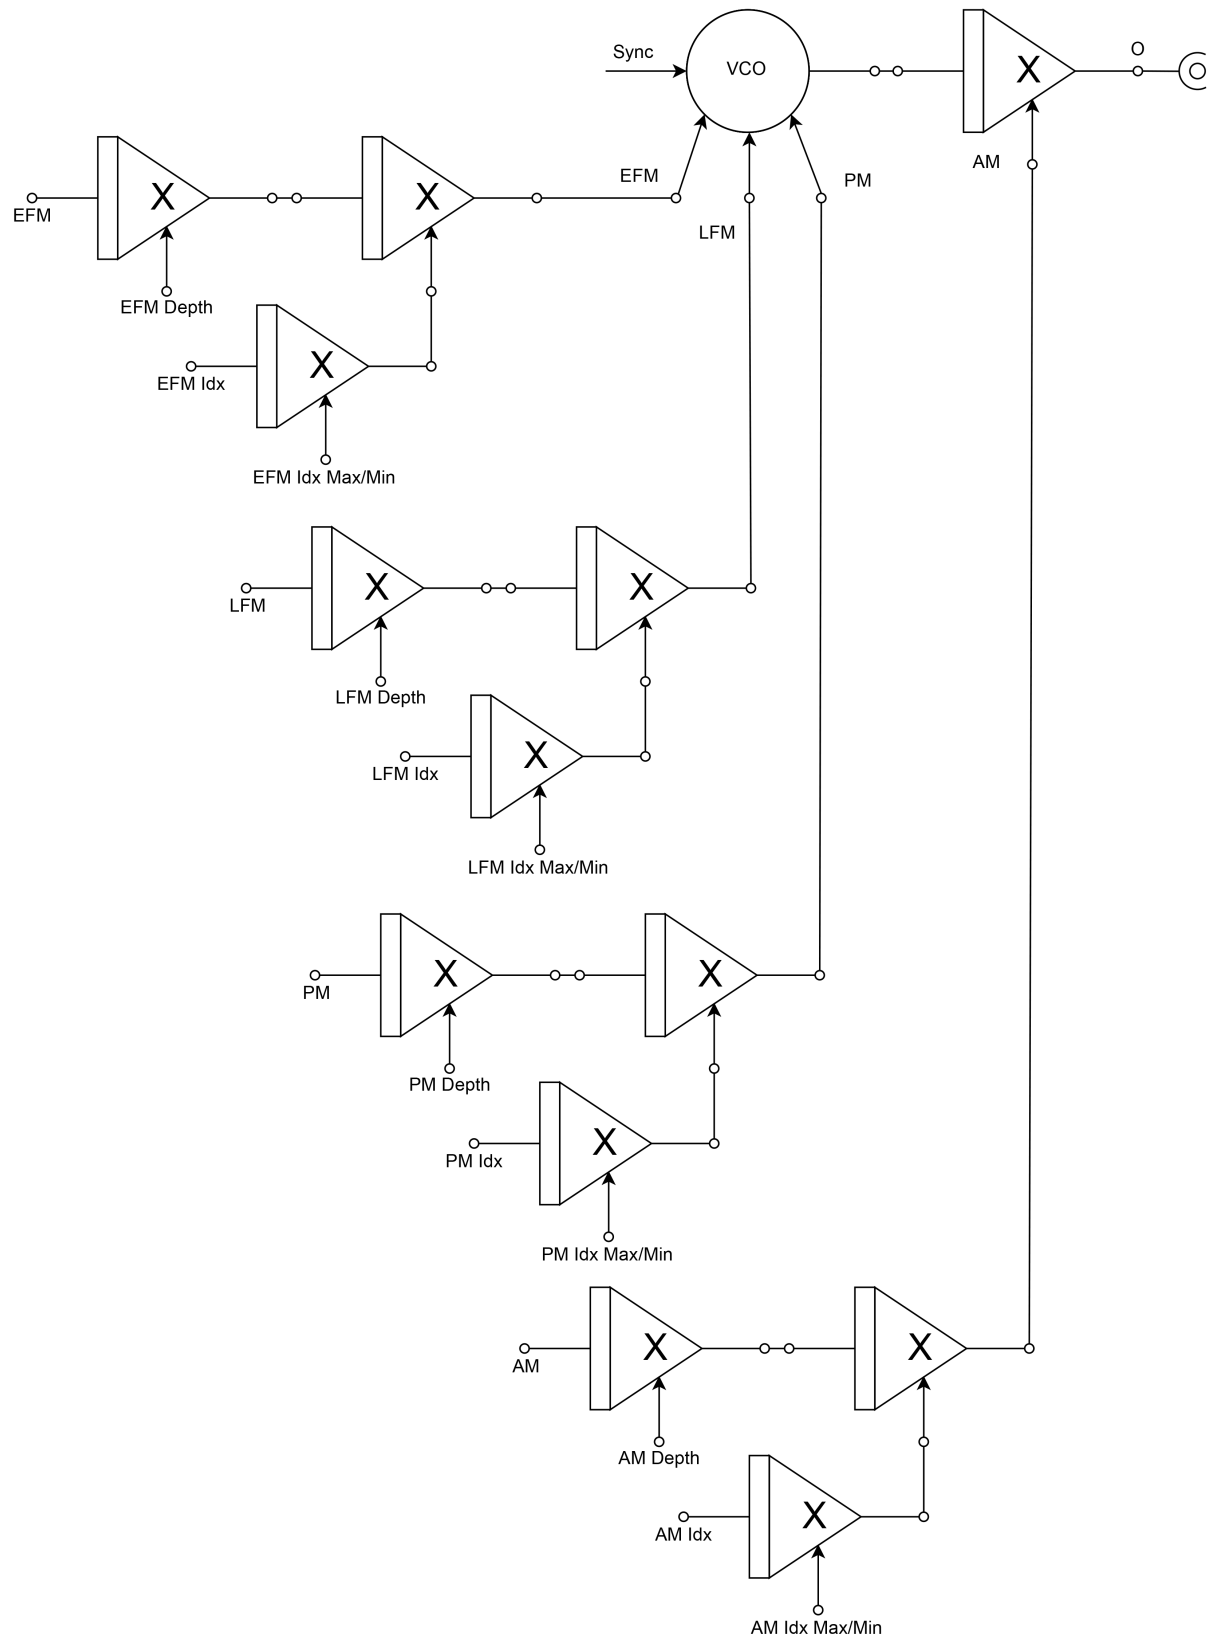 Sync
VCO
X
O
AM
EFM
PM
LFM
X
X
EFM
EFM Depth
X
EFM Idx
EFM Idx Max/Min
X
X
LFM
LFM Depth
X
LFM Idx
LFM Idx Max/Min
X
X
PM
PM Depth
X
PM Idx
PM Idx Max/Min
X
X
AM
AM Depth
X
AM Idx
AM Idx Max/Min